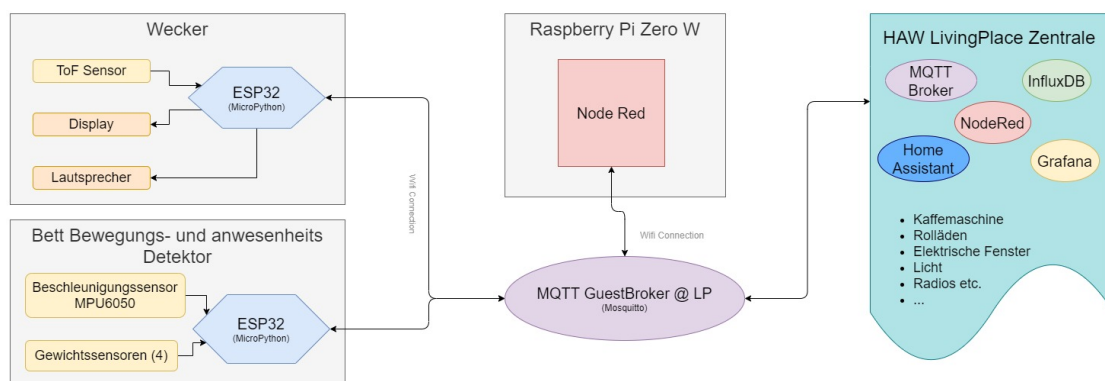 Wecker
ToF Sensor
ESP32
(MicroPython)
Display
Lautsprecher
Wifi Connection
Bett Bewegungs- und anwesenheits
Detektor
Beschleunigungssensor
MPU6050
ESP32
(MicroPython)
Gewichtssensoren (4)
Raspberry Pi Zero W
Node Red
Wifi Connection
MQTT GuestBroker @ LP
(Mosquitto)
HAW LivingPlace Zentrale
MQTT
Broker
InfluxDB
NodeRed
Home
Assistant
Grafana
• Kaffemaschine
• Rolläden
• Elektrische Fenster
• Licht
• Radios etc.
• ...